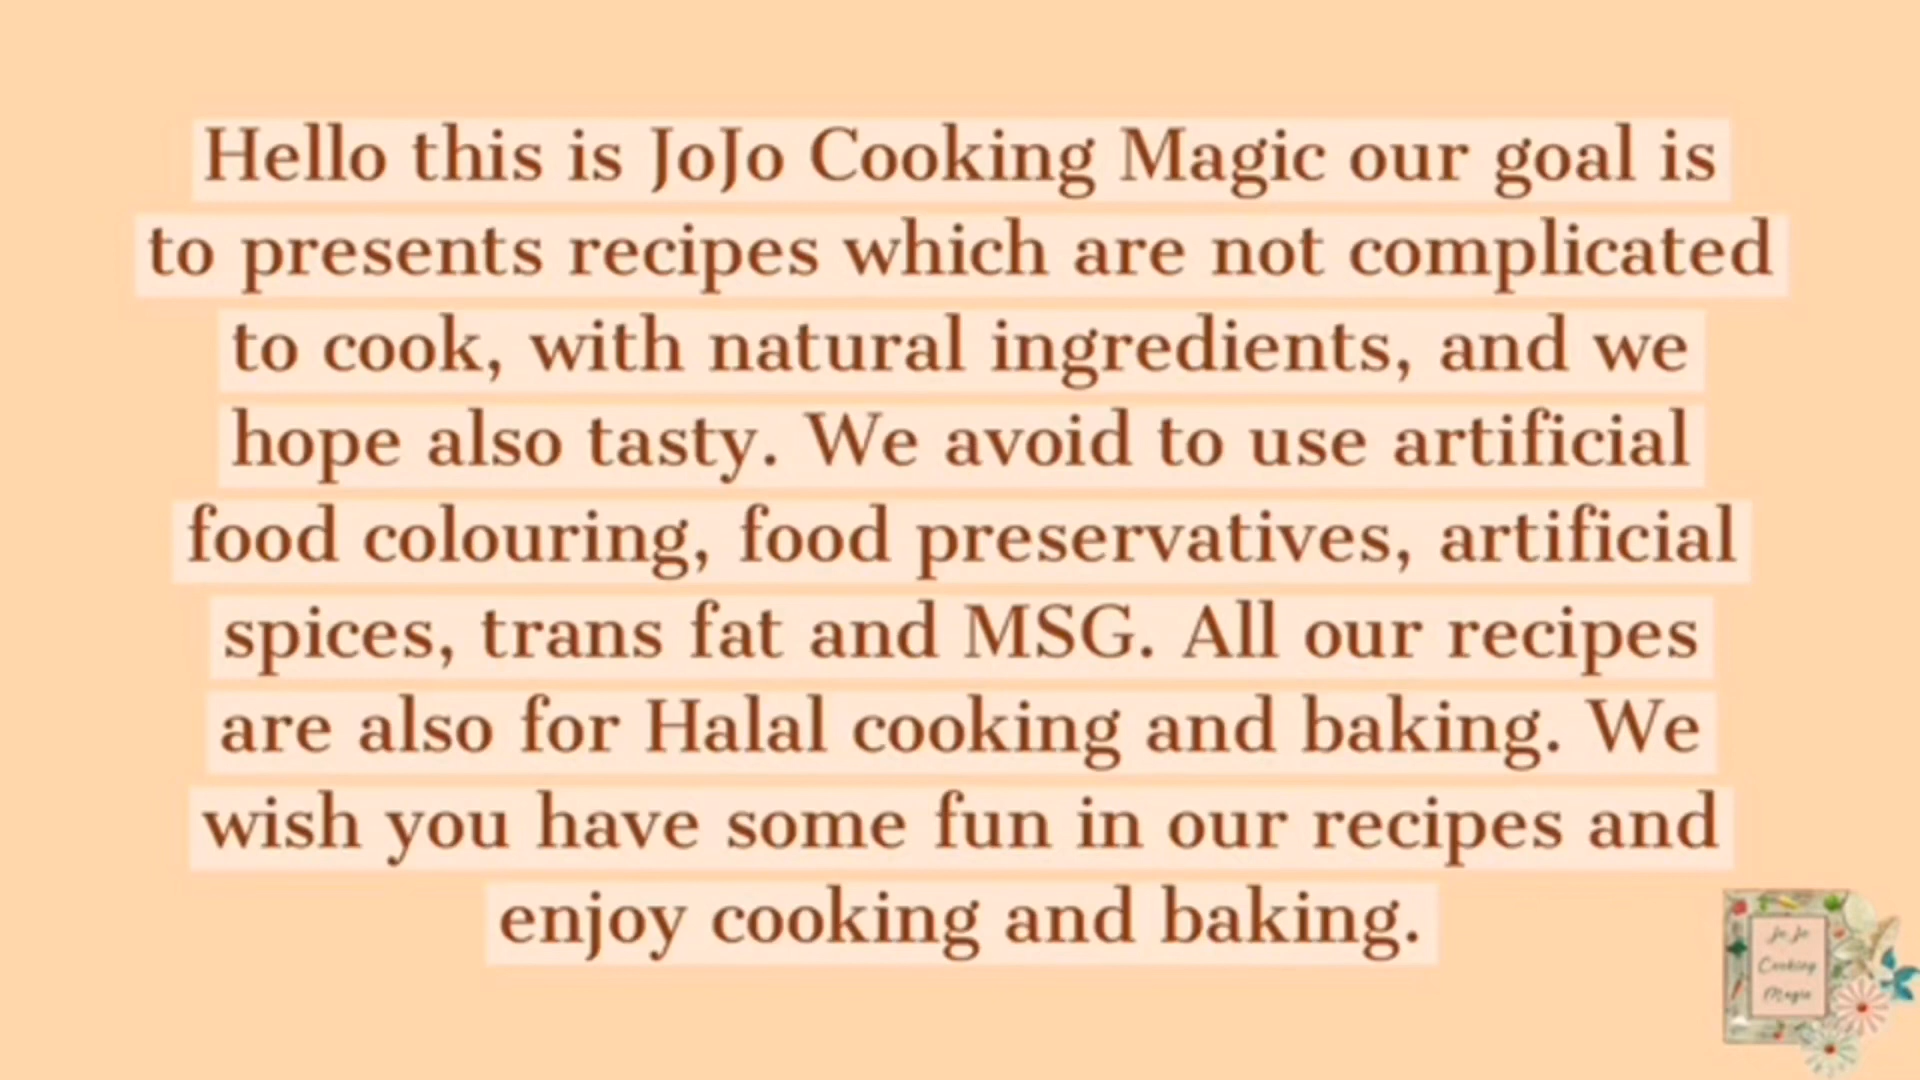 Hello this is JoJo Cooking Magic our goal is
to presents recipes which are not complicated
to cook, with natural ingredients, and we
hope also tasty. We avoid to use artificial
food colouring, food preservatives, artificial
spices, trans fat and MSG. All our recipes
are also for Halal cooking and baking. We
wish you have some fun in our recipes and
enjoy cooking and baking.
JoJo
Cooking
Magic